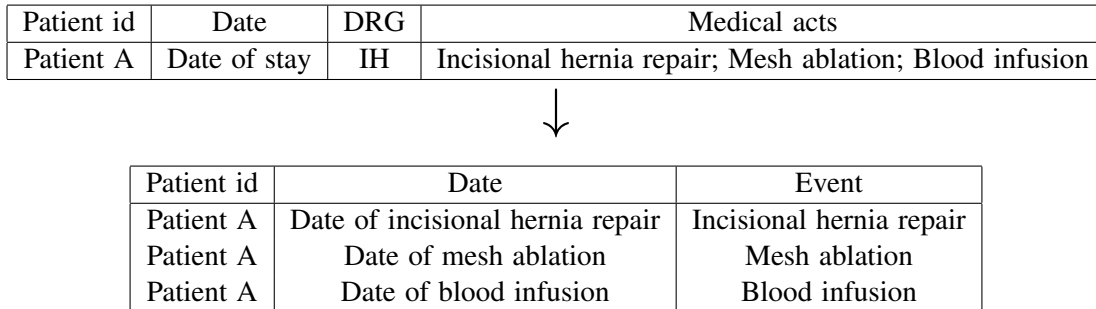 Patient id Date DRG Medical acts
Patient A Date of stay IH Incisional hernia repair; Mesh ablation; Blood infusion
Patient id Date Event
Patient A Date of incisional hernia repair Incisional hernia repair
Patient A Date of mesh ablation Mesh ablation
Patient A Date of blood infusion Blood infusion